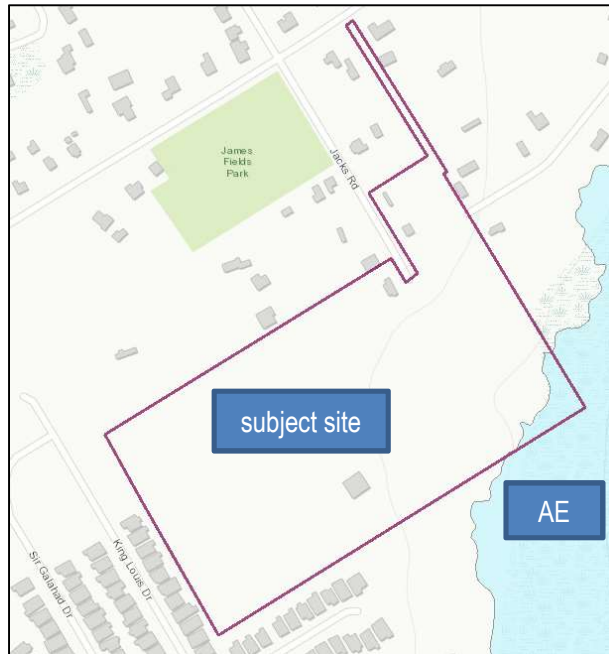 James
Fields
Park
Jacks Rd
subject site
AE
King Louis Dr
Sir Galahad Dr